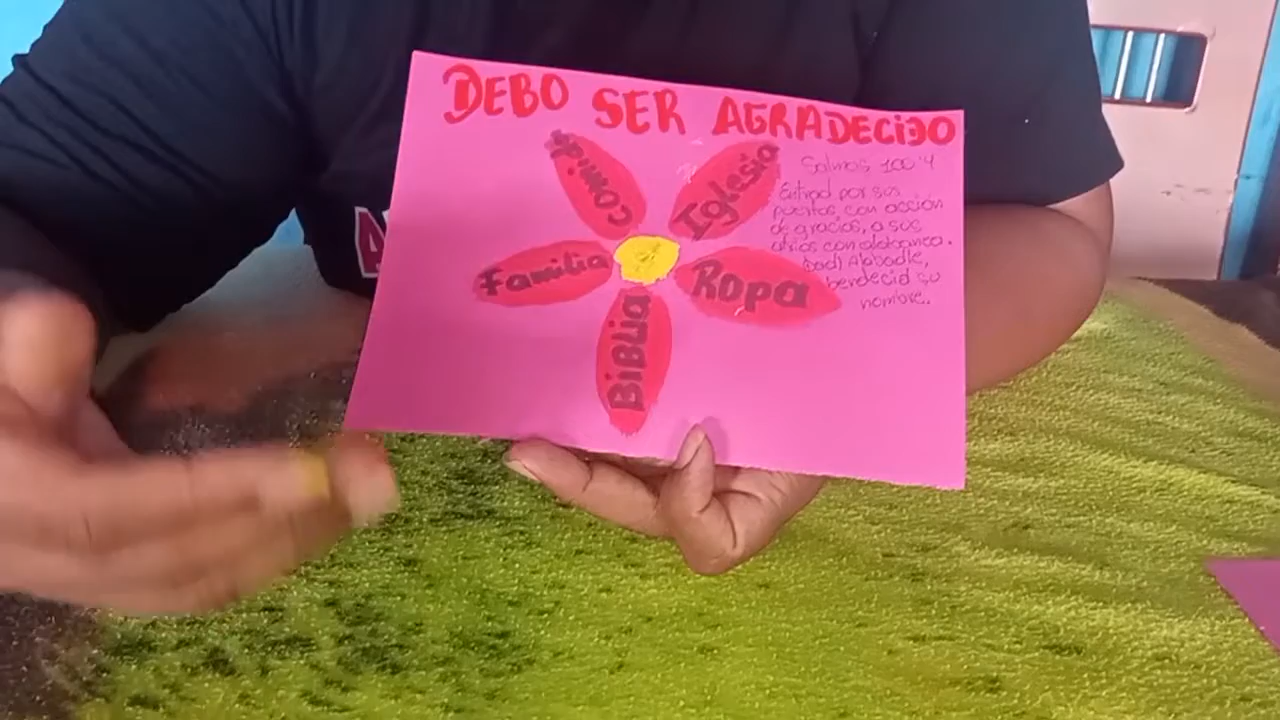 DEBO SER AGRADECIDO
Salmos 100:4
Entrad por sus
puertas con acción
de gracias, a sus
atrios con alabanza.
Dad) Alabadle,
bendecid su
nombre.
comida
Iglesia
Familia
Ropa
BiBLia